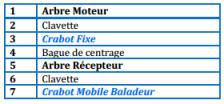 1 Arbre Moteur
2 Clavette
3 Crabot Fixe
4 Bague de centrage
5 Arbre Récepteur
6 Clavette
7 Crabot Mobile Baladeur